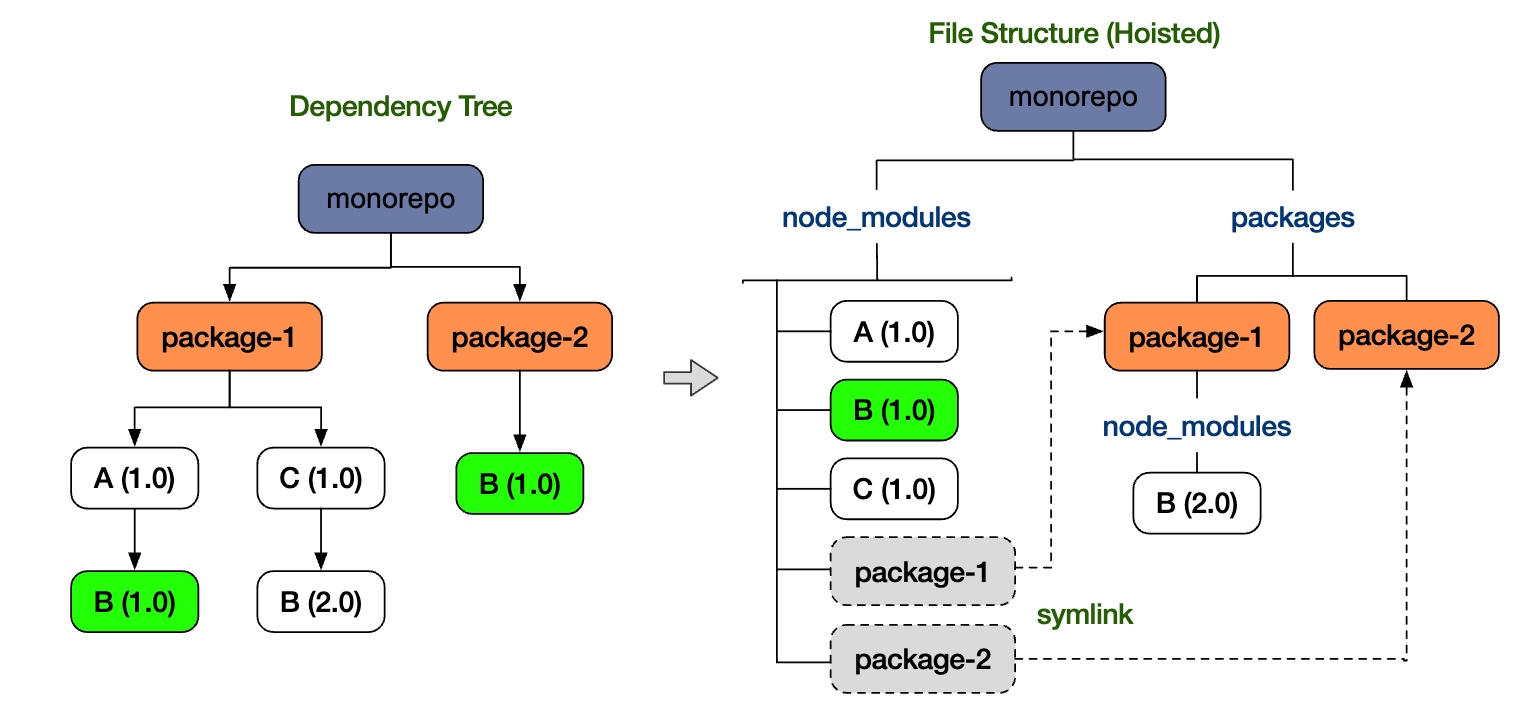 Dependency Tree
monorepo
package-1
package-2
A (1.0)
C (1.0)
B (1.0)
B (1.0)
B (2.0)
File Structure (Hoisted)
monorepo
node_modules
packages
A (1.0)
B (1.0)
C (1.0)
package-1
package-2
symlink
package-1
package-2
node_modules
B (2.0)